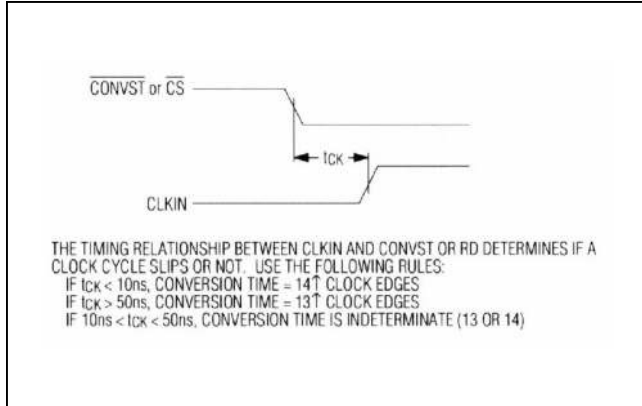 CONVST or CS
tCK
CLKIN
THE TIMING RELATIONSHIP BETWEEN CLKIN AND CONVST OR RD DETERMINES IF A
CLOCK CYCLE SLIPS OR NOT. USE THE FOLLOWING RULES:
IF tCK < 10ns, CONVERSION TIME = 14↑ CLOCK EDGES
IF tCK > 50ns, CONVERSION TIME = 13↑ CLOCK EDGES
IF 10ns < tCK < 50ns, CONVERSION TIME IS INDETERMINATE (13 OR 14)